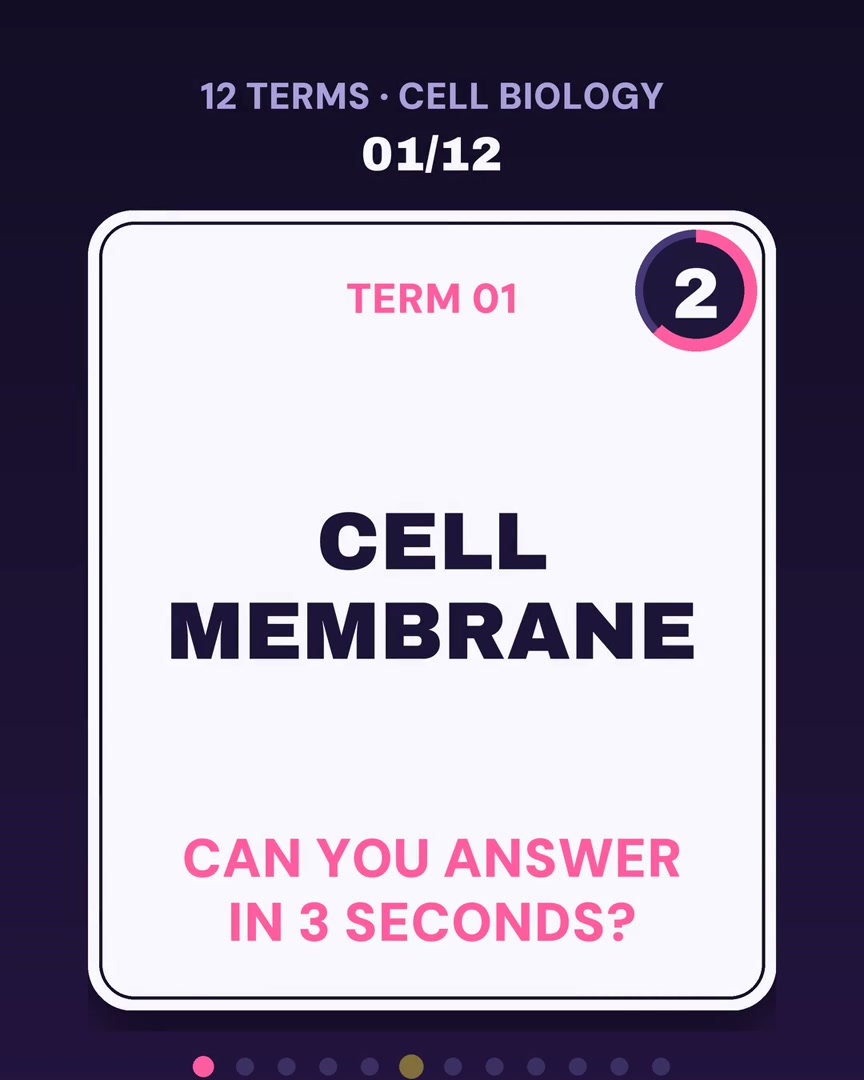 12 TERMS · CELL BIOLOGY
01/12
TERM 01
2
CELL
MEMBRANE
CAN YOU ANSWER
IN 3 SECONDS?